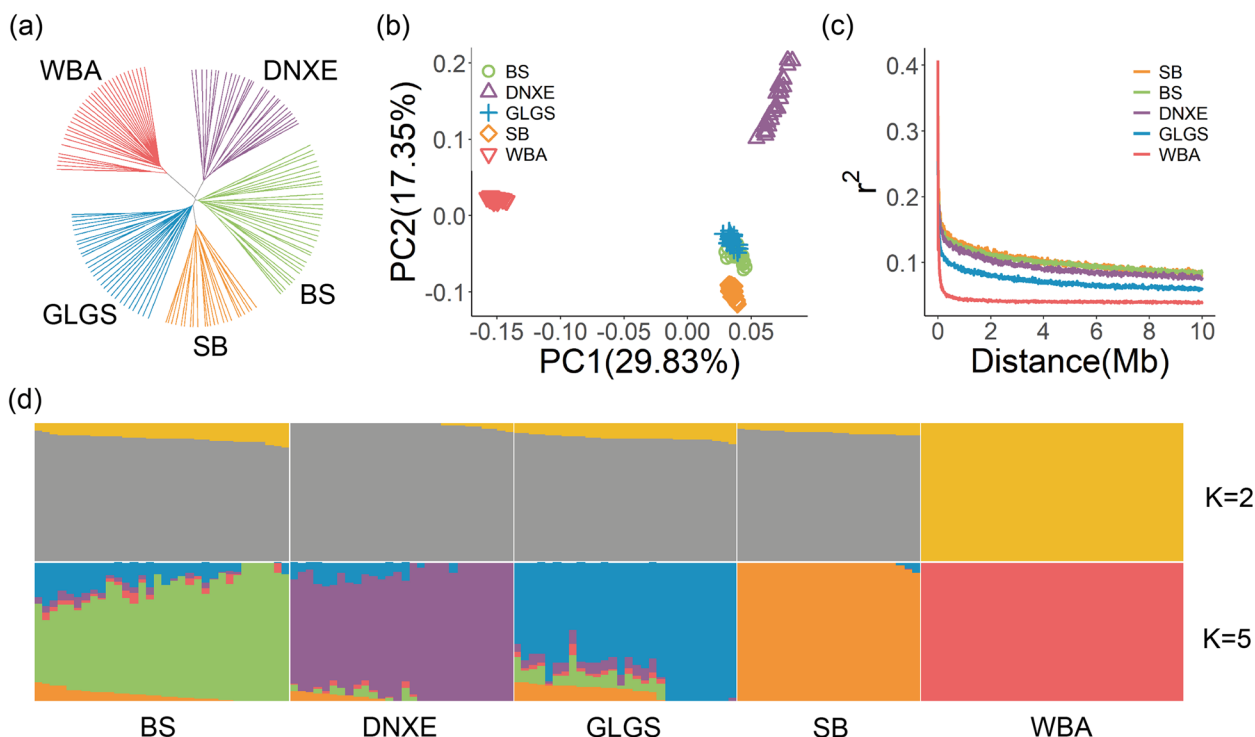 (a)
WBA
DNXE
BS
SB
GLGS
(b)
PC2(17.35%)
0.2
0.1
0.0
-0.1
BS
DNXE
GLGS
SB
WBA
-0.15
-0.10
-0.05
0.00
0.05
PC1(29.83%)
(c)
r²
0.4
0.3
0.2
0.1
SB
BS
DNXE
GLGS
WBA
0
2
4
6
8
10
Distance(Mb)
(d)
K=2
K=5
BS
DNXE
GLGS
SB
WBA